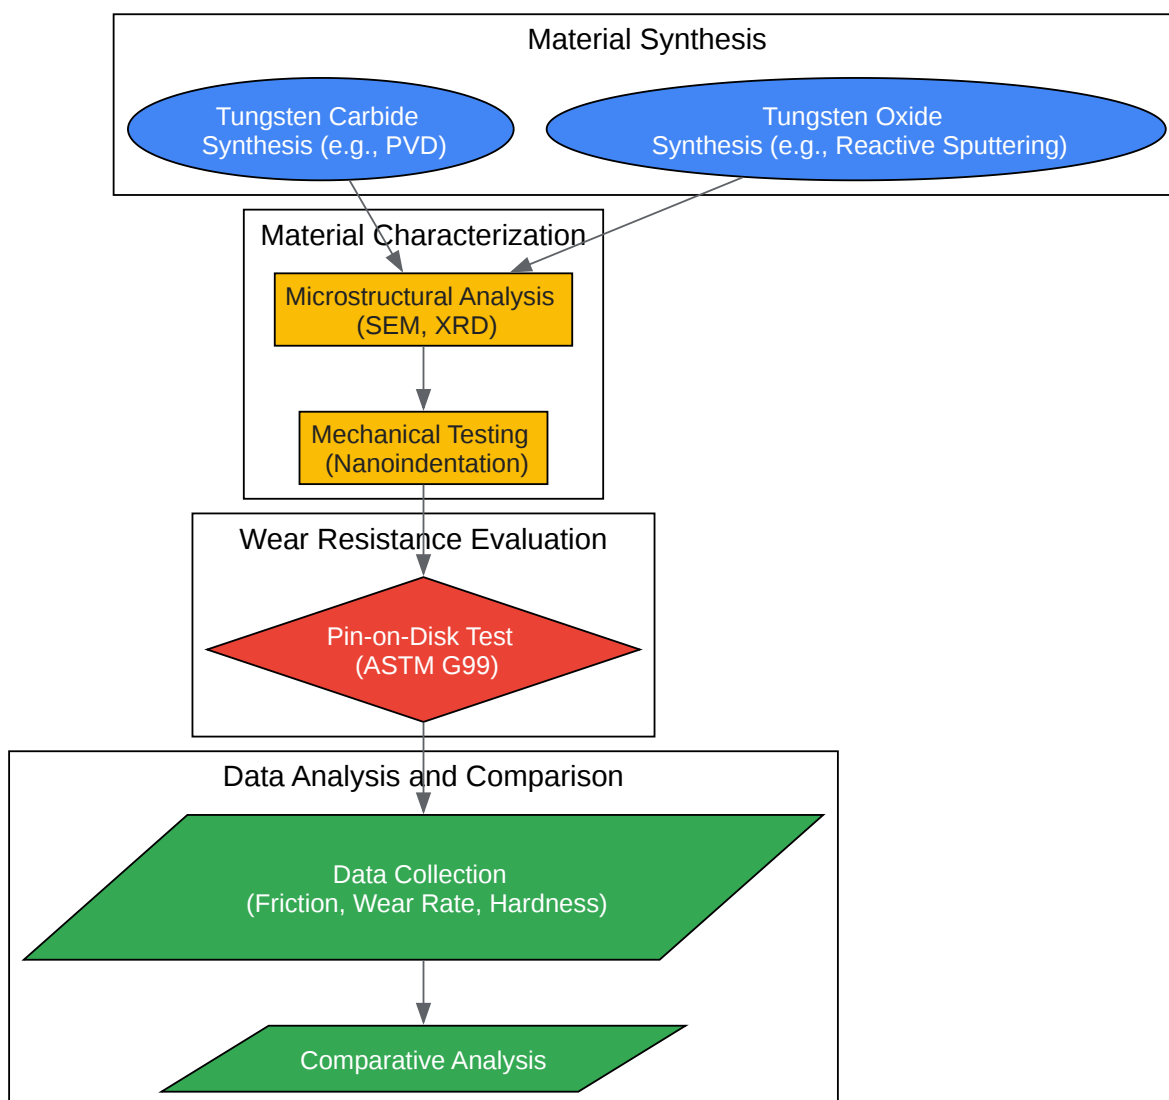 Material Synthesis
Tungsten Carbide
Synthesis (e.g., PVD)
Tungsten Oxide
Synthesis (e.g., Reactive Sputtering)
Material Characterization
Microstructural Analysis
(SEM, XRD)
Mechanical Testing
(Nanoindentation)
Wear Resistance Evaluation
Pin-on-Disk Test
(ASTM G99)
Data Analysis and Comparison
Data Collection
(Friction, Wear Rate, Hardness)
Comparative Analysis